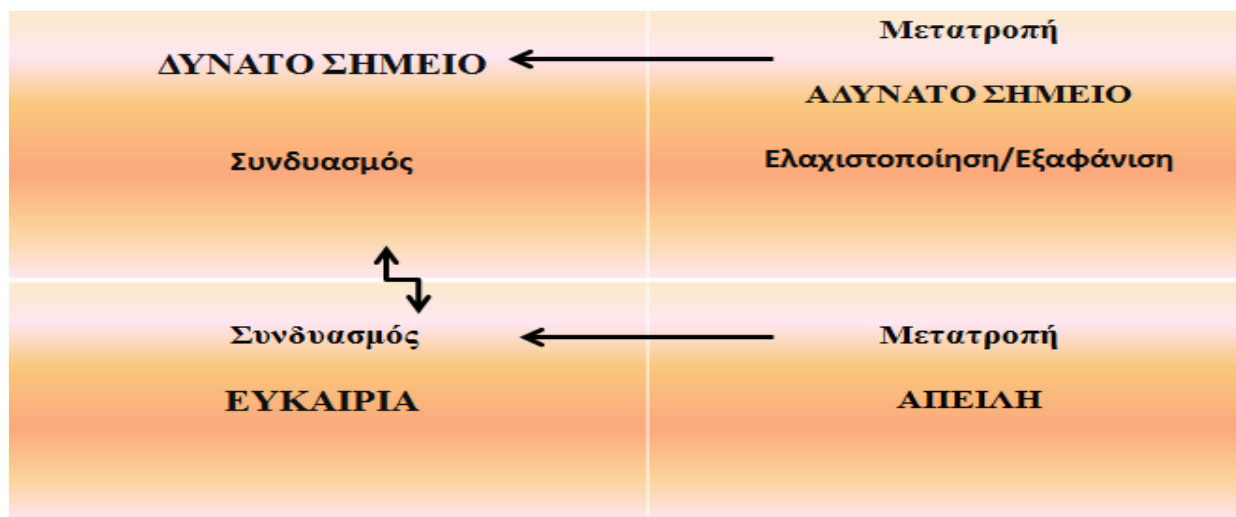 ΔΥΝΑΤΟ ΣΗΜΕΙΟ
Συνδυασμός
Μετατροπή
ΑΔΥΝΑΤΟ ΣΗΜΕΙΟ
Ελαχιστοποίηση/Εξαφάνιση
Συνδυασμός
ΕΥΚΑΙΡΙΑ
Μετατροπή
ΑΠΕΙΛΗ